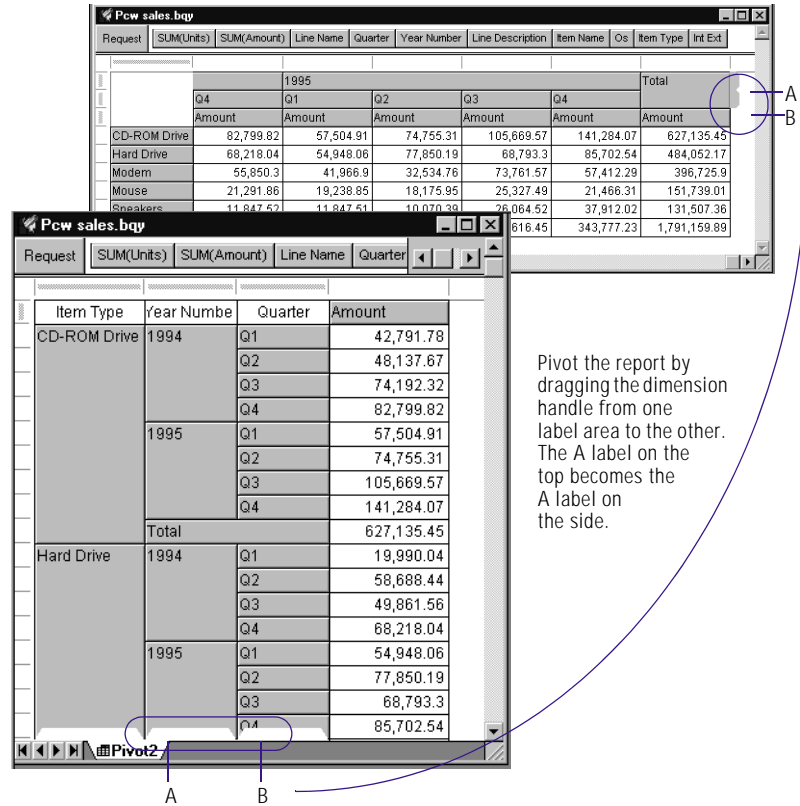 Pcw sales.bqy
Request SUM(Units) SUM(Amount) Line Name Quarter Year Number Line Description Item Name Os Item Type Int Ext
1995 Total
Q4 Q1 Q2 Q3 Q4
Amount Amount Amount Amount Amount Amount
CD-ROM Drive 82,799.82 57,504.91 74,755.31 105,669.57 141,284.07 627,135.45
Hard Drive 68,218.04 54,948.06 77,850.19 68,793.3 85,702.54 484,052.17
Modem 55,850.3 41,966.9 32,534.76 73,761.57 57,412.29 396,725.9
Mouse 21,291.86 19,238.85 18,175.95 25,327.49 21,466.31 151,739.01
Speakers 11,847.52 11,847.51 10,070.39 26,064.52 37,912.02 131,507.36
616.45 343,777.23 1,791,159.89
A
B
Pcw sales.bqy
Request SUM(Units) SUM(Amount) Line Name Quarter
Item Type Year Numbe Quarter Amount
CD-ROM Drive 1994 Q1 42,791.78
Q2 48,137.67
Q3 74,192.32
Q4 82,799.82
1995 Q1 57,504.91
Q2 74,755.31
Q3 105,669.57
Q4 141,284.07
Total 627,135.45
Hard Drive 1994 Q1 19,990.04
Q2 58,688.44
Q3 49,861.56
Q4 68,218.04
1995 Q1 54,948.06
Q2 77,850.19
Q3 68,793.3
Q4 85,702.54
Pivot2
A B
Pivot the report by
dragging the dimension
handle from one
label area to the other.
The A label on the
top becomes the
A label on
the side.